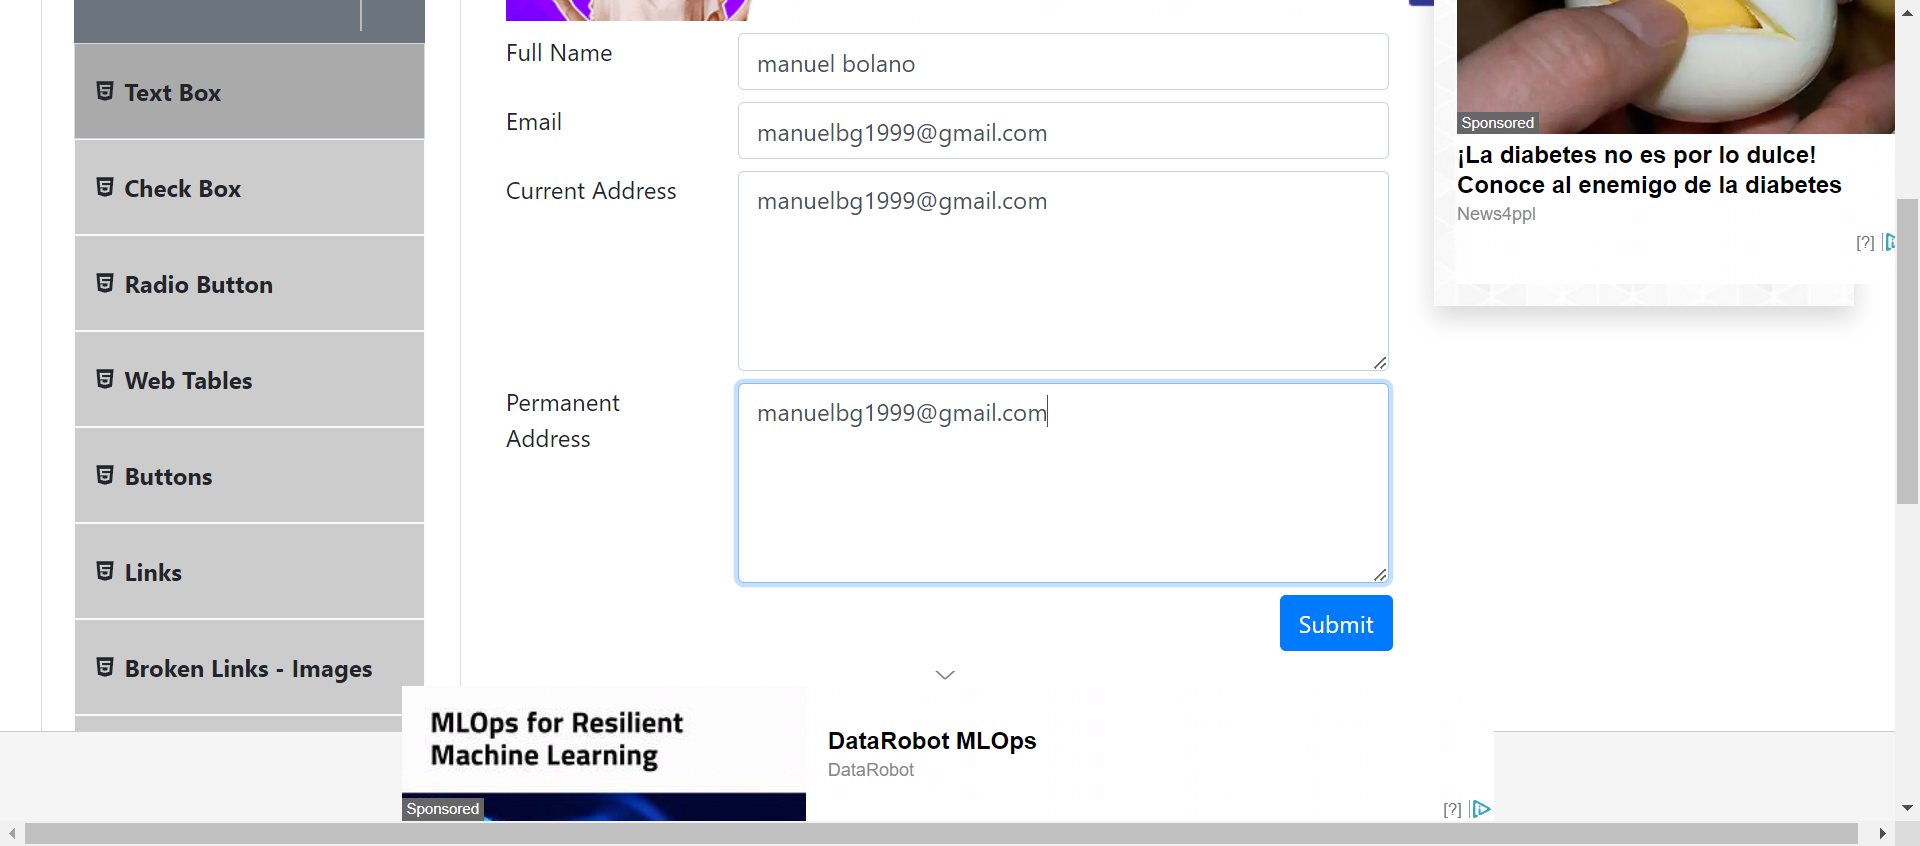 Text Box
Check Box
Radio Button
Web Tables
Buttons
Links
Broken Links - Images
Full Name
manuel bolano
Email
manuelbg1999@gmail.com
Current Address
manuelbg1999@gmail.com
Permanent
Address
manuelbg1999@gmail.com
Submit
Sponsored
¡La diabetes no es por lo dulce!
Conoce al enemigo de la diabetes
News4ppl
[?]
MLOps for Resilient
Machine Learning
Sponsored
DataRobot MLOps
DataRobot
[?]